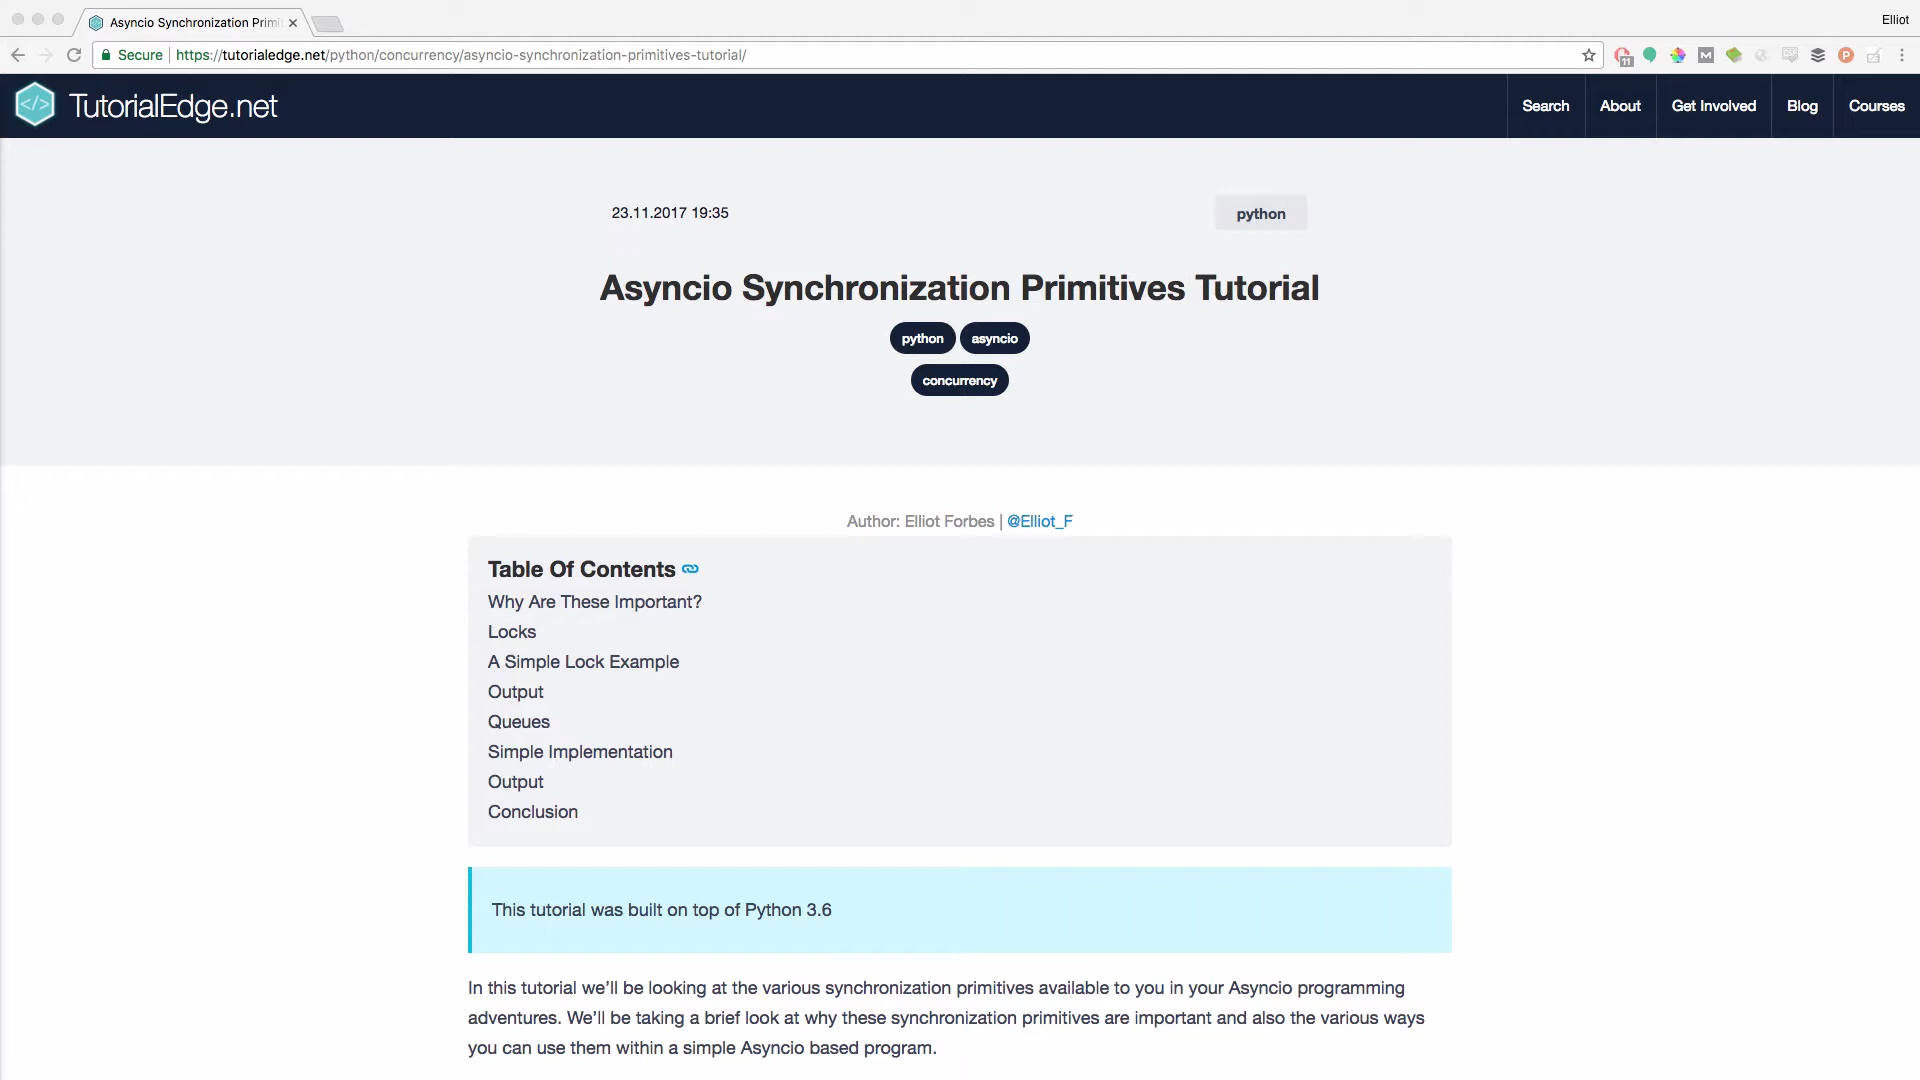 Asyncio Synchronization Primi
Elliot
Secure | https://tutorialedge.net/python/concurrency/asyncio-synchronization-primitives-tutorial/
11
M
P
</> TutorialEdge.net
Search
About
Get Involved
Blog
Courses
23.11.2017 19:35
python
Asyncio Synchronization Primitives Tutorial
python asyncio
concurrency
Author: Elliot Forbes | @Elliot_F
Table Of Contents
Why Are These Important?
Locks
A Simple Lock Example
Output
Queues
Simple Implementation
Output
Conclusion
This tutorial was built on top of Python 3.6
In this tutorial we'll be looking at the various synchronization primitives available to you in your Asyncio programming
adventures. We'll be taking a brief look at why these synchronization primitives are important and also the various ways
you can use them within a simple Asyncio based program.